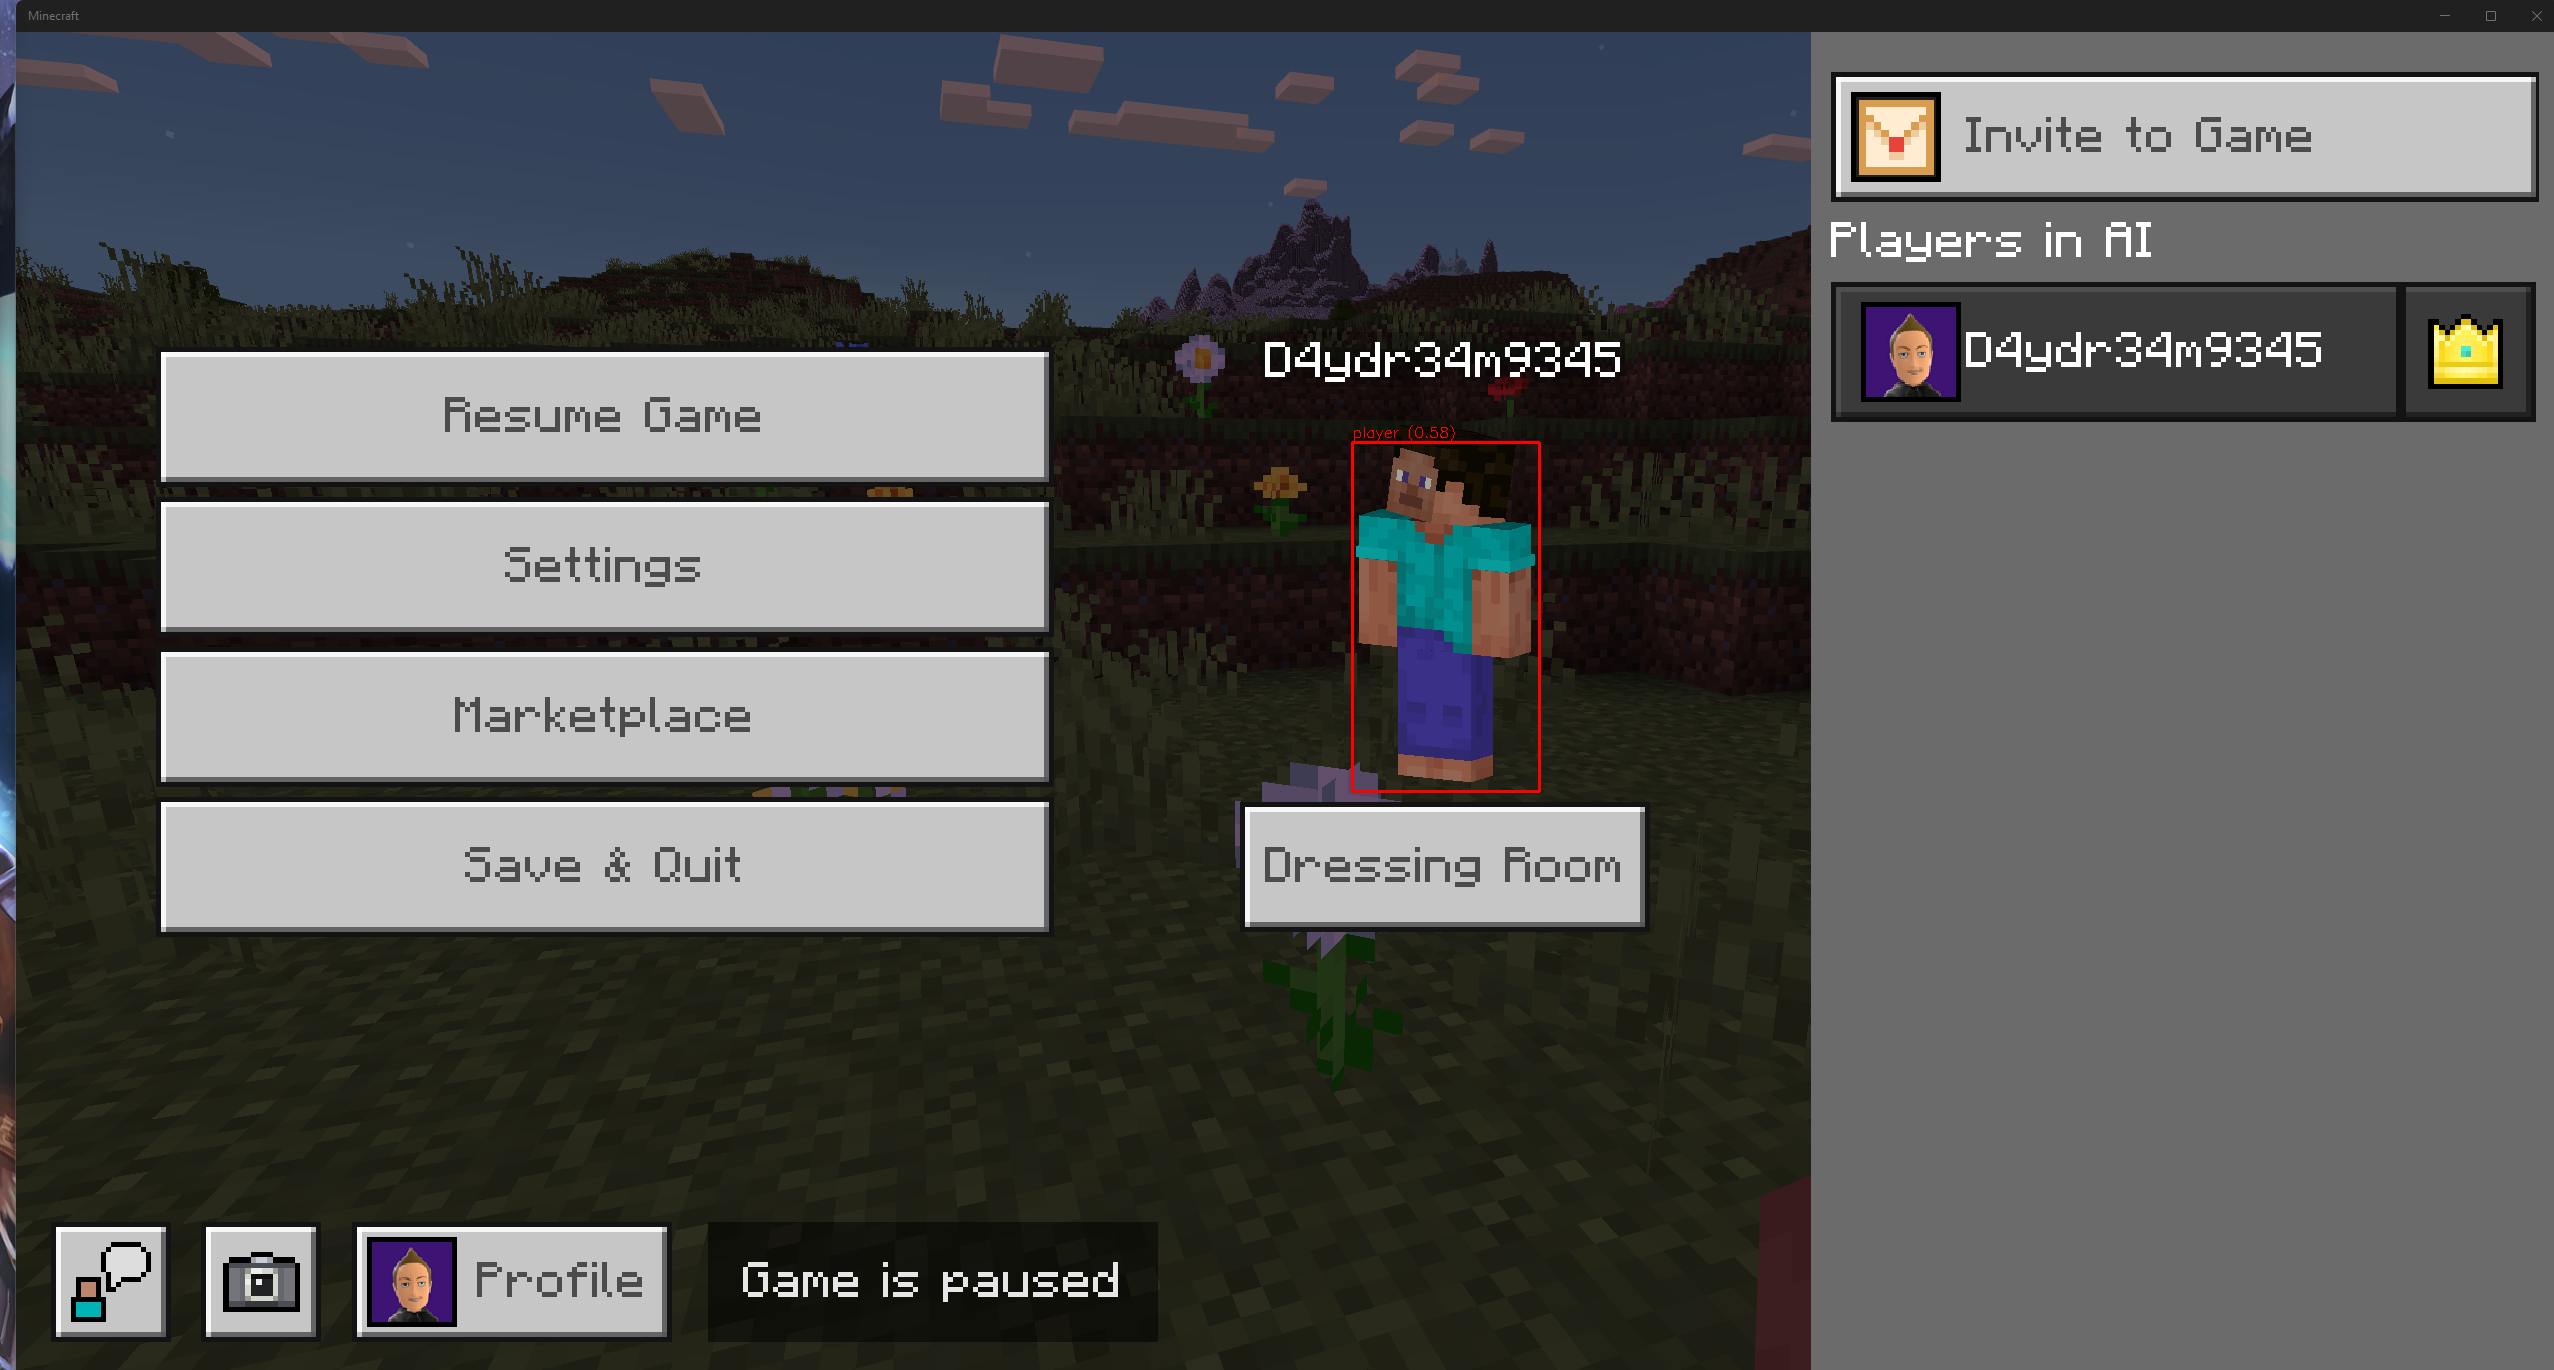 Minecraft
Invite to Game
Players in AI
D4ydr34m9345
D4ydr34m9345
player (0.58)
Resume Game
Settings
Marketplace
Save & Quit
Dressing Room
Profile
Game is paused